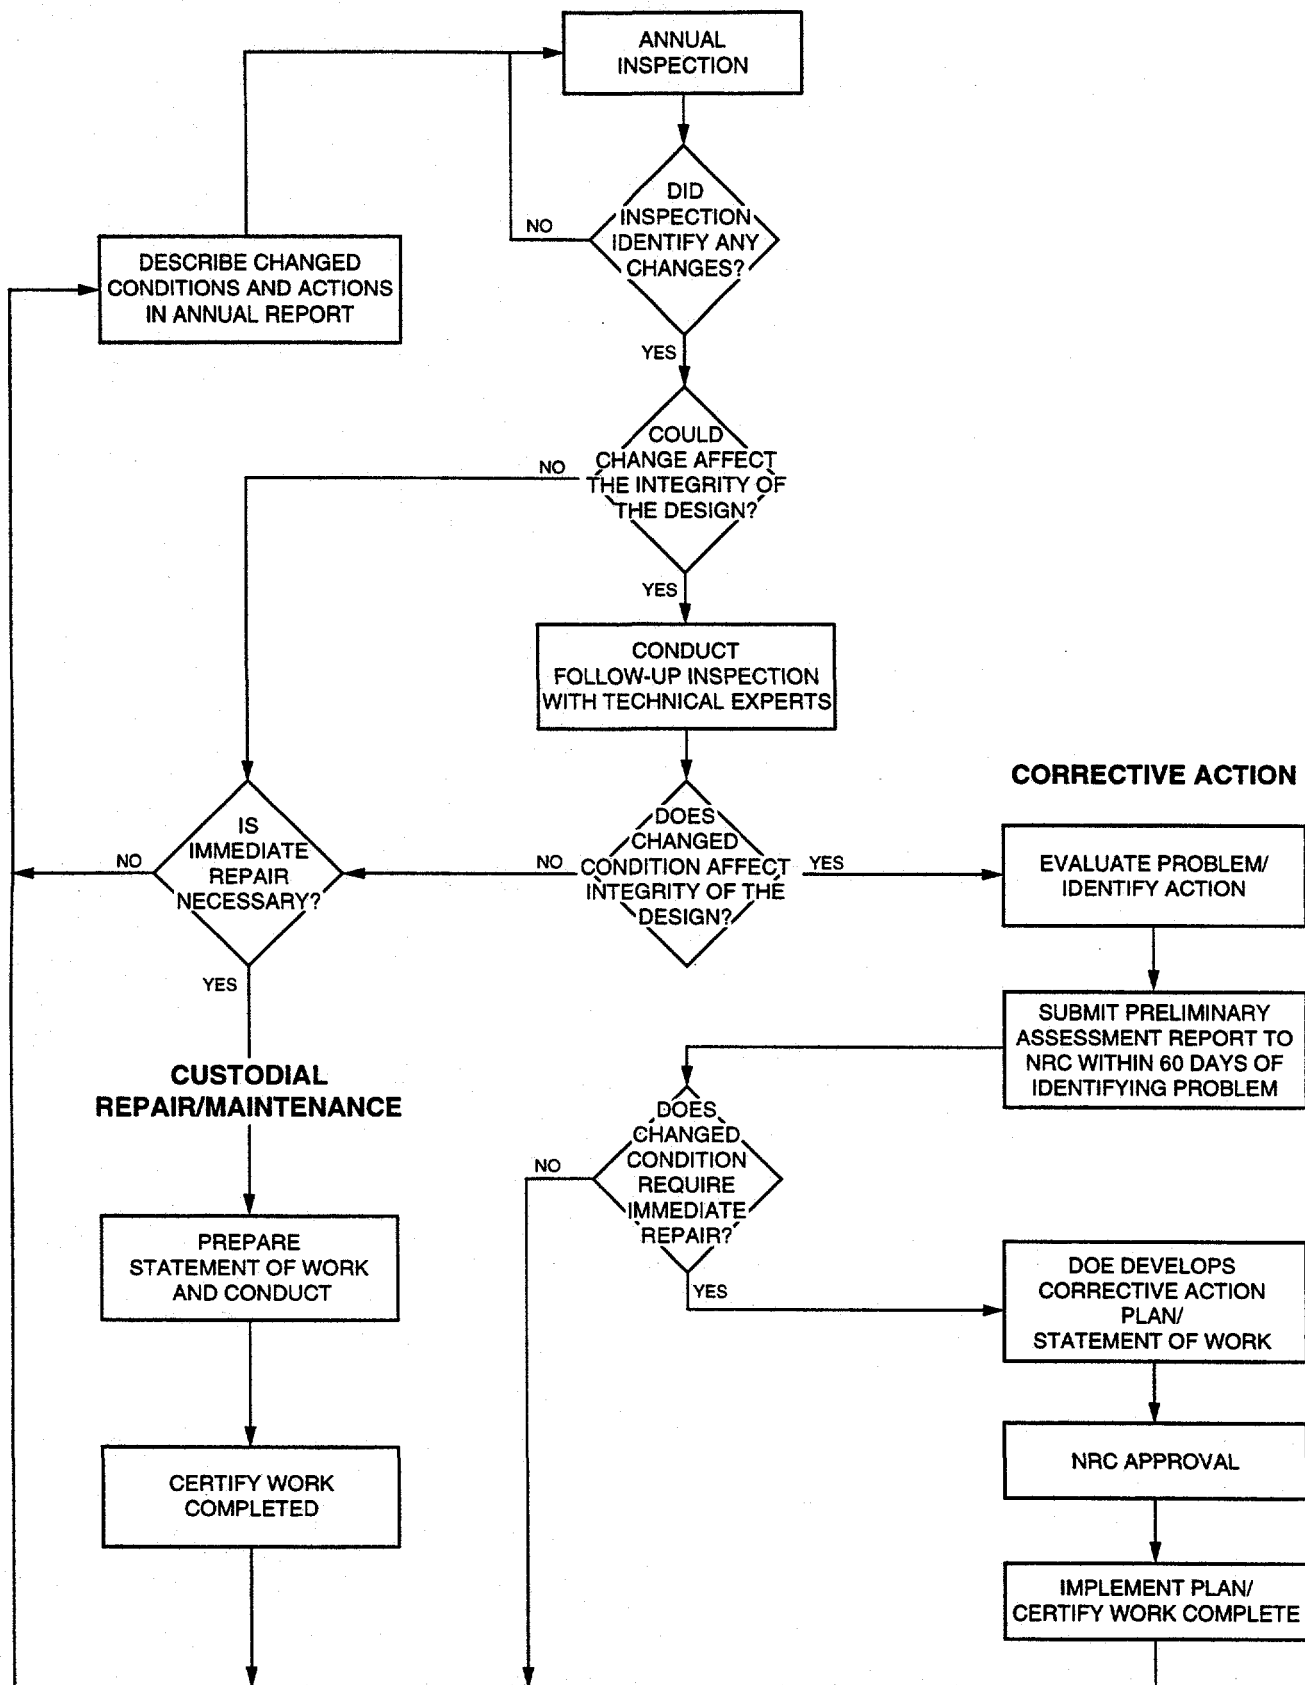 ANNUAL
INSPECTION
DID
INSPECTION
IDENTIFY ANY
CHANGES?
NO
DESCRIBE CHANGED
CONDITIONS AND ACTIONS
IN ANNUAL REPORT
YES
COULD
CHANGE AFFECT
THE INTEGRITY OF
THE DESIGN?
NO
YES
CONDUCT
FOLLOW-UP INSPECTION
WITH TECHNICAL EXPERTS
CORRECTIVE ACTION
IS
IMMEDIATE
REPAIR
NECESSARY?
NO
DOES
CHANGED
CONDITION AFFECT
INTEGRITY OF THE
DESIGN?
NO
YES
EVALUATE PROBLEM/
IDENTIFY ACTION
YES
SUBMIT PRELIMINARY
ASSESSMENT REPORT TO
NRC WITHIN 60 DAYS OF
IDENTIFYING PROBLEM
CUSTODIAL
REPAIR/MAINTENANCE
DOES
CHANGED
CONDITION
REQUIRE
IMMEDIATE
REPAIR?
NO
YES
PREPARE
STATEMENT OF WORK
AND CONDUCT
DOE DEVELOPS
CORRECTIVE ACTION
PLAN/
STATEMENT OF WORK
NRC APPROVAL
CERTIFY WORK
COMPLETED
IMPLEMENT PLAN/
CERTIFY WORK COMPLETE